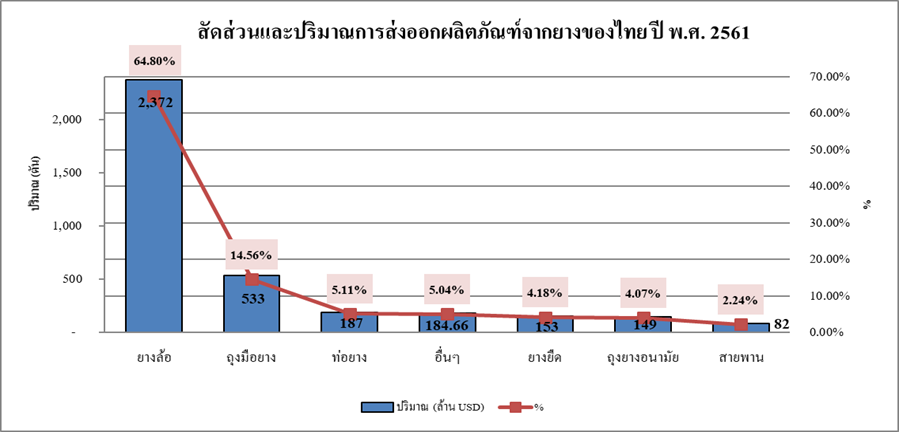 สัดส่วนและปริมาณการส่งออกผลิตภัณฑ์จากยางของไทย ปี พ.ศ. 2561
64.80% 70.00%
2,372 60.00%
2,000 50.00%
1,500 40.00%
ปริมาณ (ตัน) %
1,000 30.00%
14.56% 20.00%
500 533 5.11% 5.04% 4.18% 4.07% 2.24% 10.00%
- 187 184.66 153 149 82 0.00%
ยางล้อ ถุงมือยาง ท่อยาง อื่นๆ ยางยืด ถุงยางอนามัย สายพาน
ปริมาณ (ล้าน USD) %